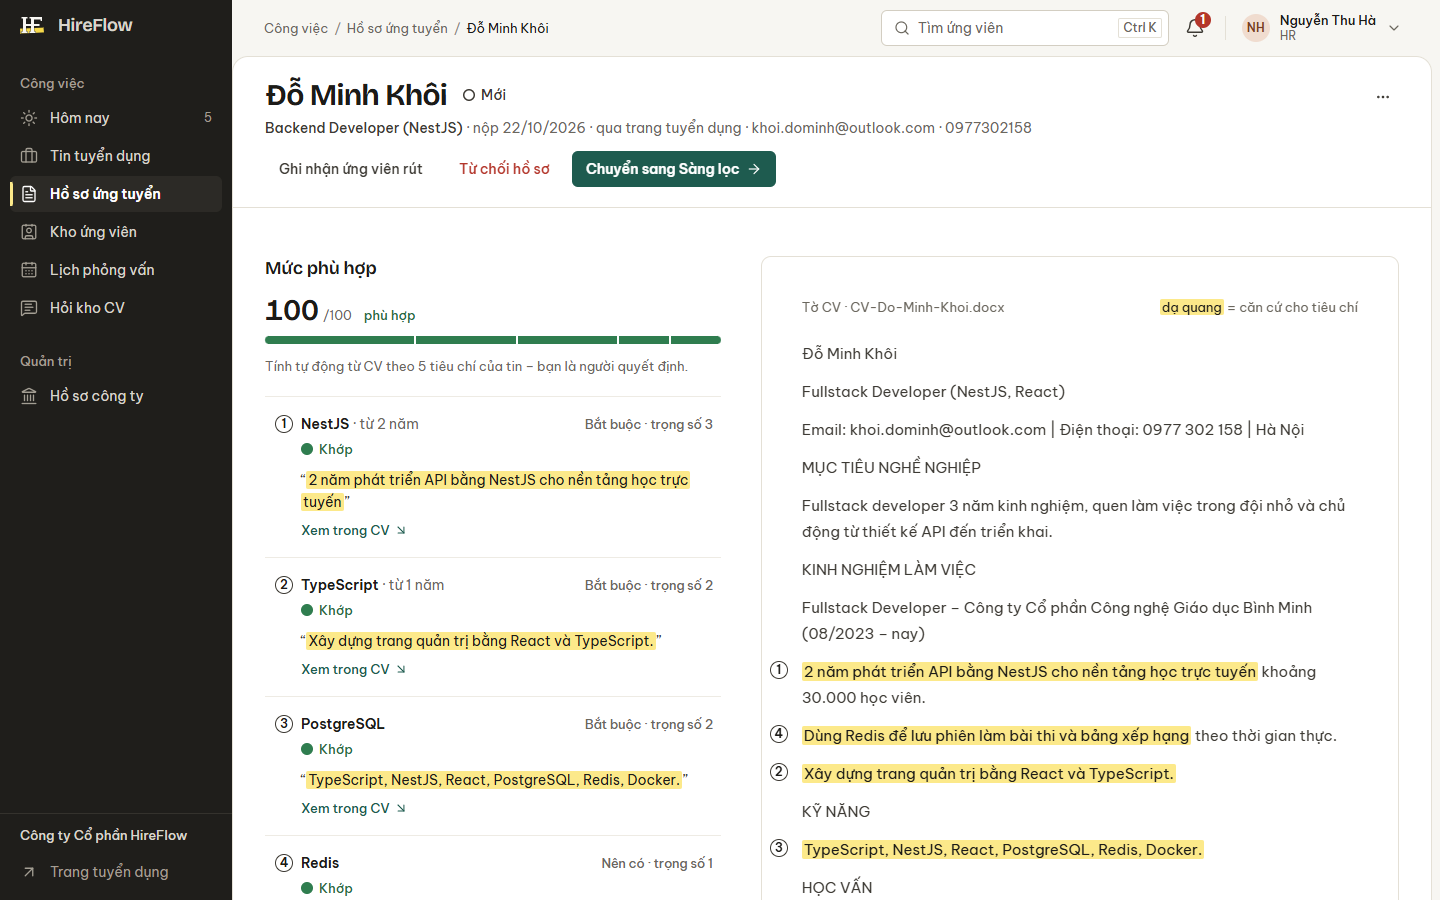 HireFlow
Công việc
Hôm nay 5
Tin tuyển dụng
Hồ sơ ứng tuyển
Kho ứng viên
Lịch phỏng vấn
Hỏi kho CV
Quản trị
Hồ sơ công ty
Công ty Cổ phần HireFlow
Trang tuyển dụng
Công việc / Hồ sơ ứng tuyển / Đỗ Minh Khôi
Tìm ứng viên Ctrl K
1
NH
Nguyễn Thu Hà
HR
Đỗ Minh Khôi Mới
Backend Developer (NestJS) · nộp 22/10/2026 · qua trang tuyển dụng · khoi.dominh@outlook.com · 0977302158
Ghi nhận ứng viên rút Từ chối hồ sơ Chuyển sang Sàng lọc →
Mức phù hợp
100 /100 phù hợp
Tính tự động từ CV theo 5 tiêu chí của tin – bạn là người quyết định.
1 NestJS · từ 2 năm Bắt buộc · trọng số 3
Khớp
“2 năm phát triển API bằng NestJS cho nền tảng học trực
tuyến”
Xem trong CV ↘
2 TypeScript · từ 1 năm Bắt buộc · trọng số 2
Khớp
“Xây dựng trang quản trị bằng React và TypeScript.”
Xem trong CV ↘
3 PostgreSQL Bắt buộc · trọng số 2
Khớp
“TypeScript, NestJS, React, PostgreSQL, Redis, Docker.”
Xem trong CV ↘
4 Redis Nên có · trọng số 1
Khớp
Tờ CV · CV-Do-Minh-Khoi.docx dạ quang = căn cứ cho tiêu chí
Đỗ Minh Khôi
Fullstack Developer (NestJS, React)
Email: khoi.dominh@outlook.com | Điện thoại: 0977 302 158 | Hà Nội
MỤC TIÊU NGHỀ NGHIỆP
Fullstack developer 3 năm kinh nghiệm, quen làm việc trong đội nhỏ và chủ
động từ thiết kế API đến triển khai.
KINH NGHIỆM LÀM VIỆC
Fullstack Developer – Công ty Cổ phần Công nghệ Giáo dục Bình Minh
(08/2023 – nay)
1 2 năm phát triển API bằng NestJS cho nền tảng học trực tuyến khoảng
30.000 học viên.
4 Dùng Redis để lưu phiên làm bài thi và bảng xếp hạng theo thời gian thực.
2 Xây dựng trang quản trị bằng React và TypeScript.
KỸ NĂNG
3 TypeScript, NestJS, React, PostgreSQL, Redis, Docker.
HỌC VẤN